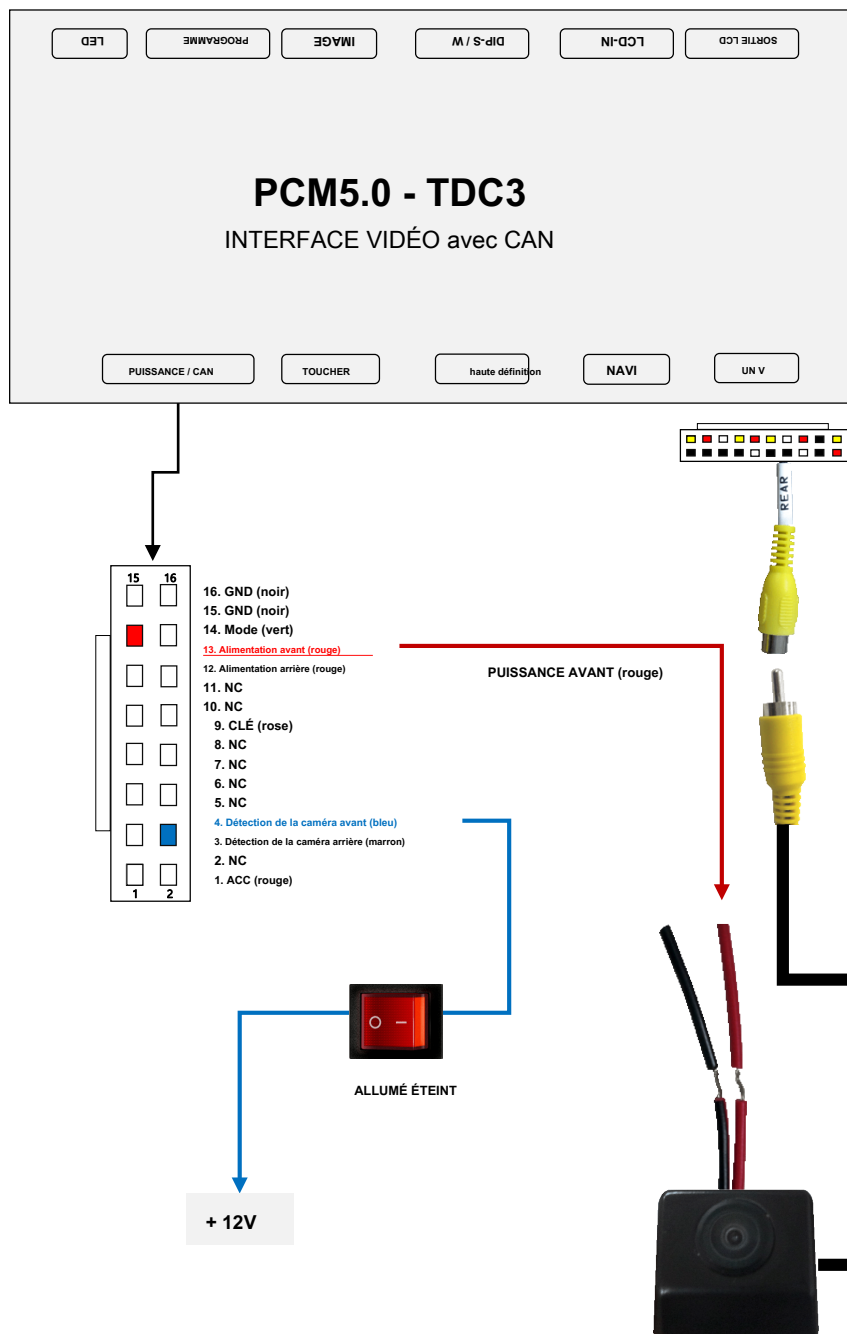 LED
PROGRAMME
IMAGE
DIP-S / W
LCD-IN
SORTIE LCD
PCM5.0 - TDC3
INTERFACE VIDÉO avec CAN
PUISSANCE / CAN
TOUCHER
haute définition
NAVI
UN V
REAR
15 16
16. GND (noir)
15. GND (noir)
14. Mode (vert)
13. Alimentation avant (rouge)
12. Alimentation arrière (rouge)
11. NC
10. NC
9. CLÉ (rose)
8. NC
7. NC
6. NC
5. NC
4. Détection de la caméra avant (bleu)
3. Détection de la caméra arrière (marron)
2. NC
1. ACC (rouge)
1 2
PUISSANCE AVANT (rouge)
ALLUMÉ ÉTEINT
+ 12V